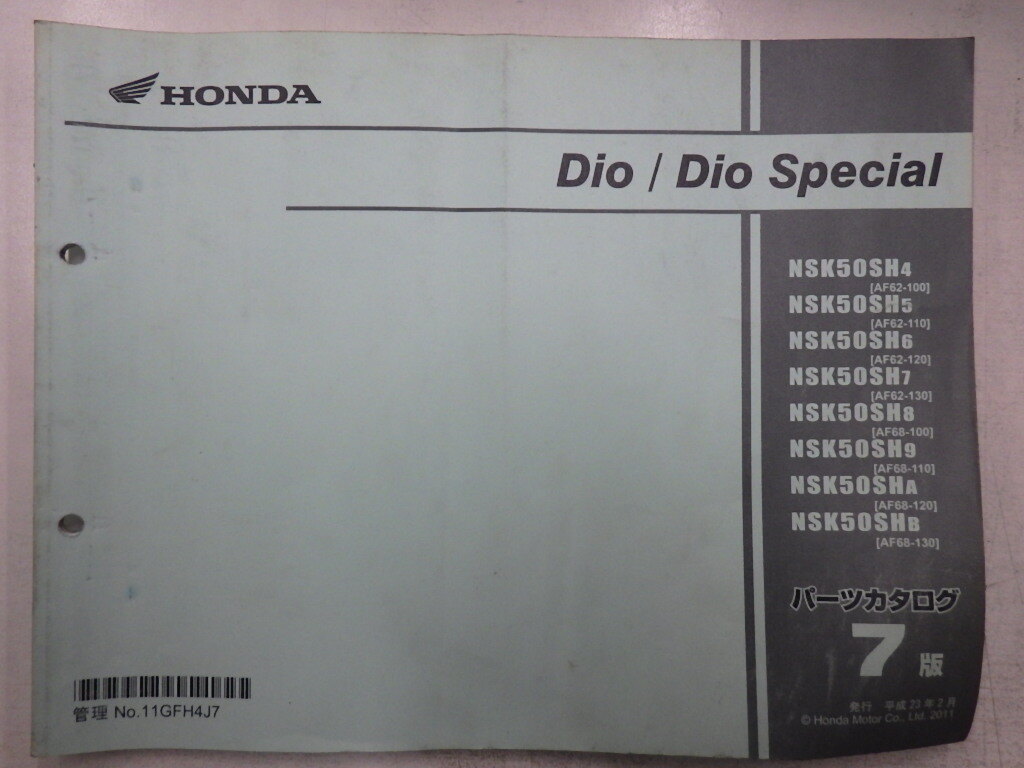 HONDA
Dio / Dio Special
NSK50SH4
[AF62-100]
NSK50SH5
[AF62-110]
NSK50SH6
[AF62-120]
NSK50SH7
[AF62-130]
NSK50SH8
[AF68-100]
NSK50SH9
[AF68-110]
NSK50SHA
[AF68-120]
NSK50SHB
[AF68-130]
パーツカタログ
7 版
管理 No.11GFH4J7
発行 平成23年2月
© Honda Motor Co., Ltd. 2011